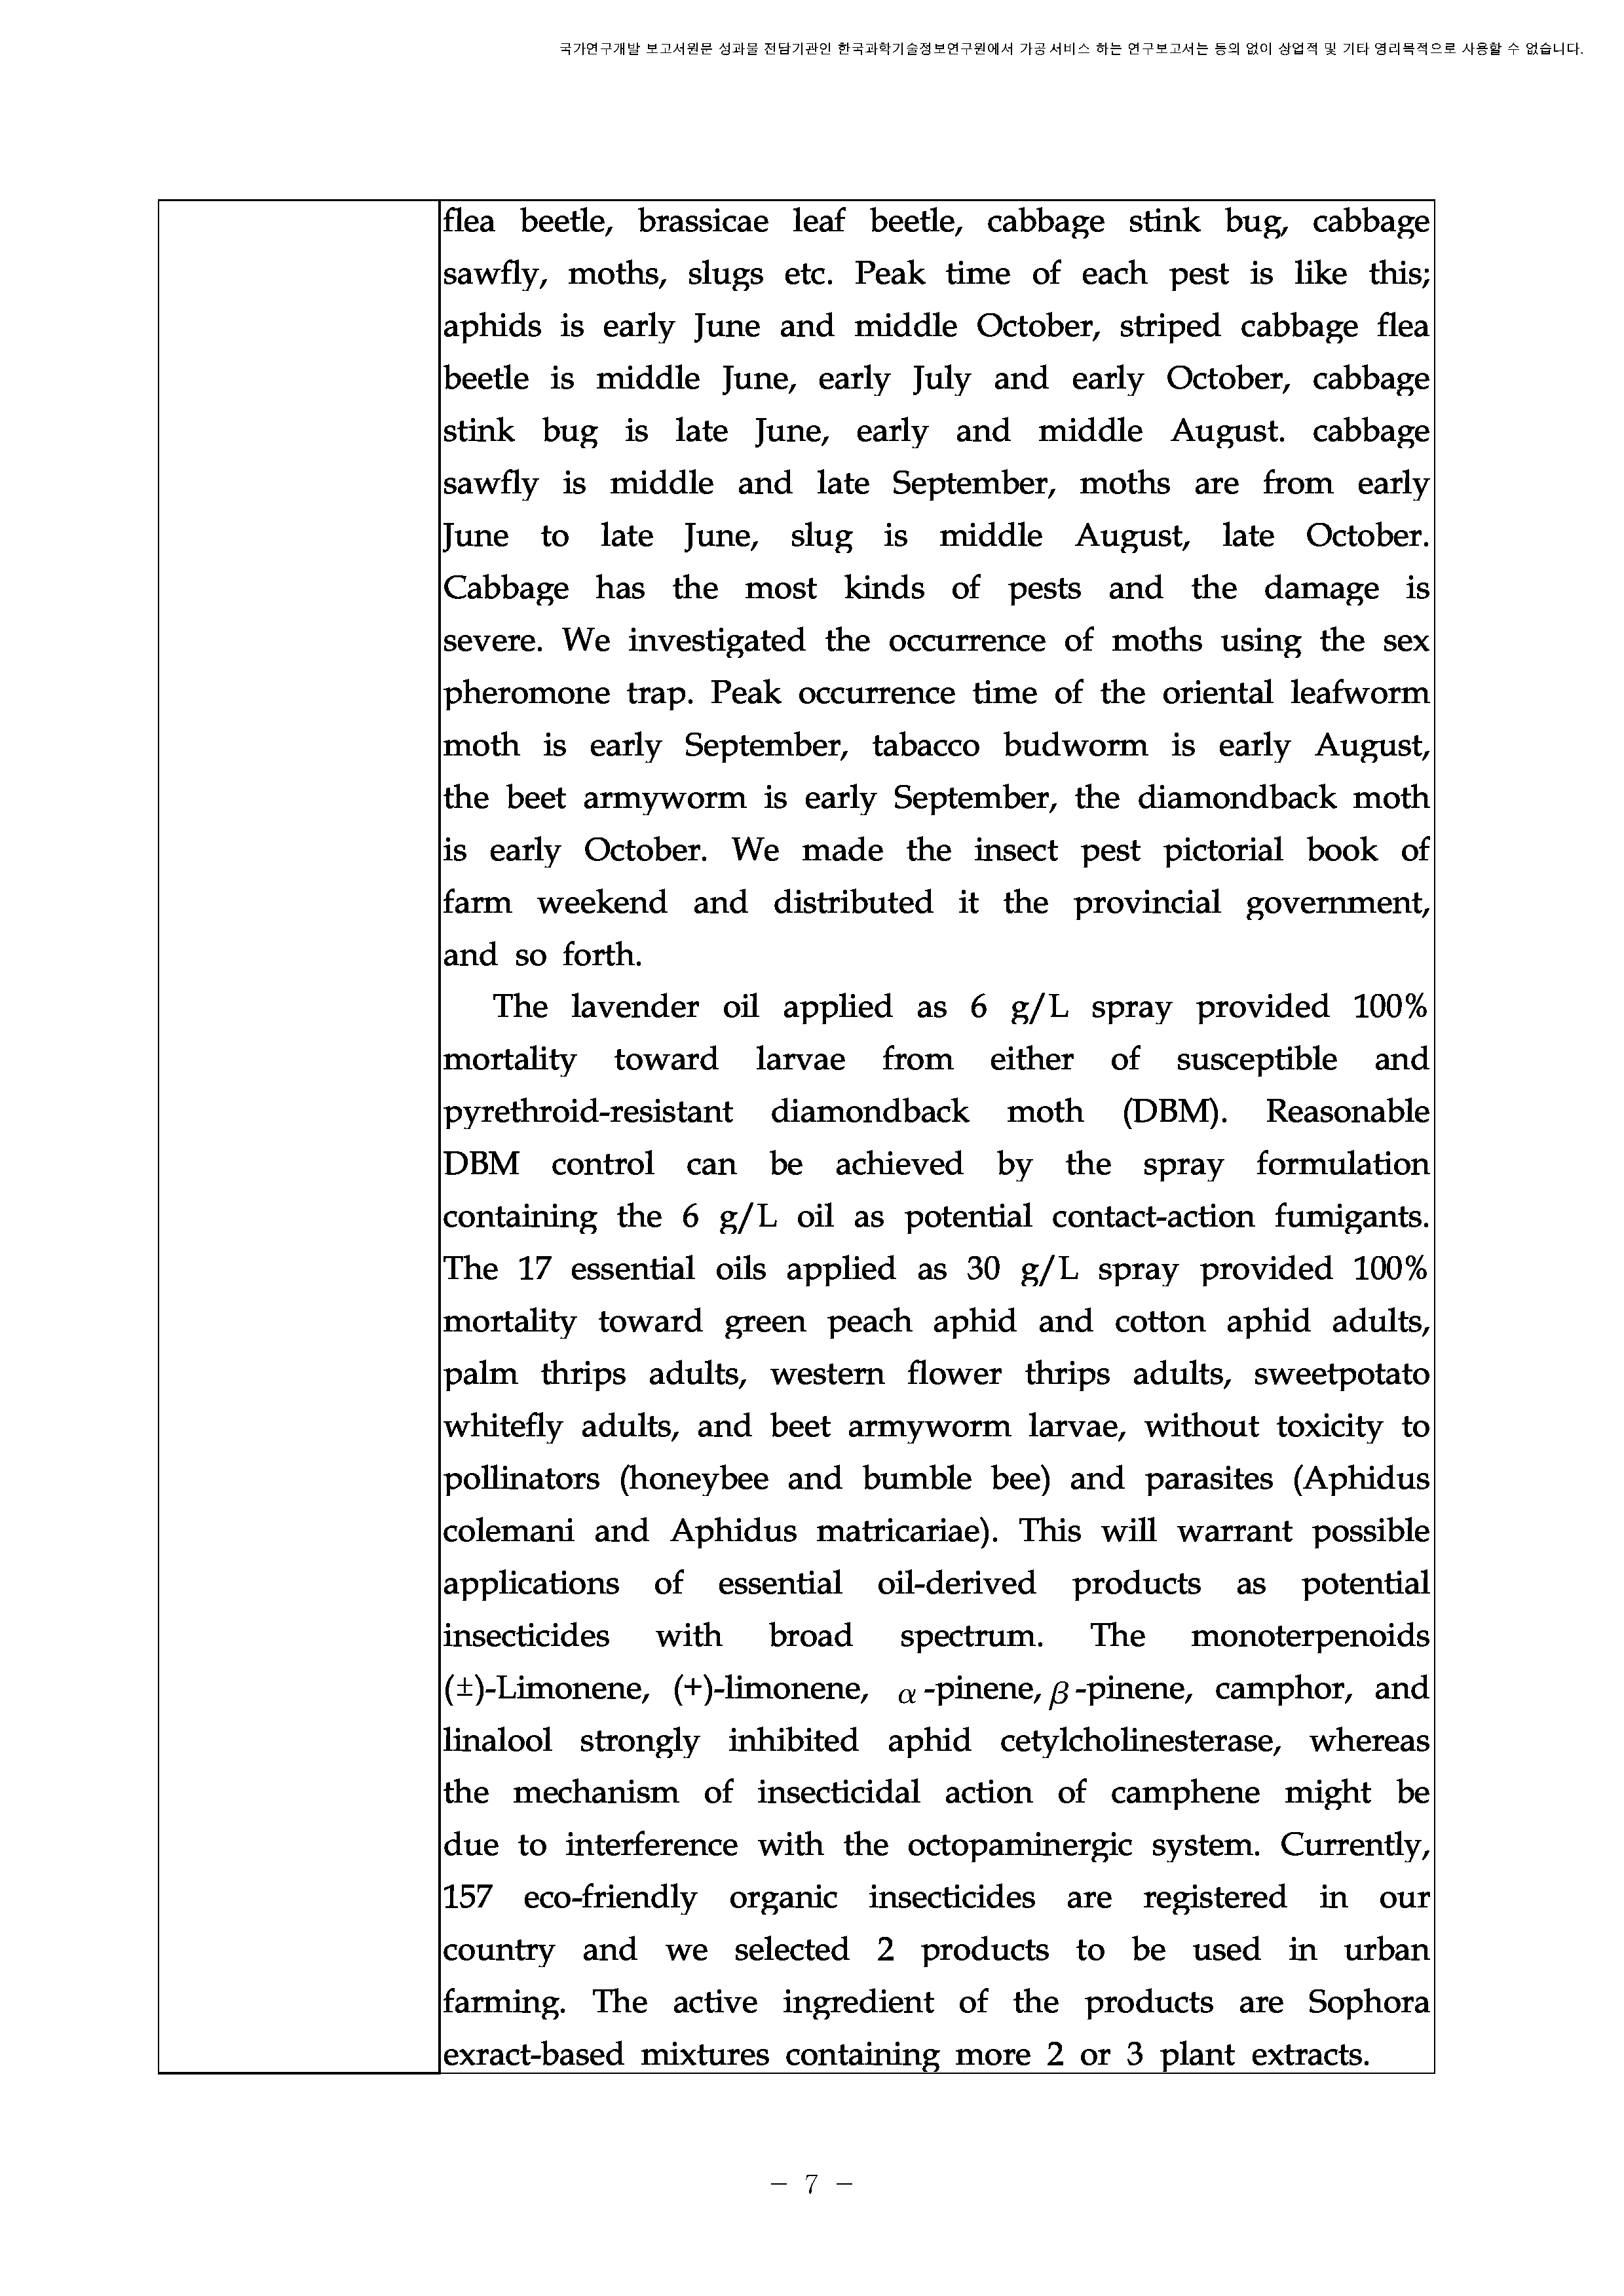 국가연구개발 보고서원문 성과물 전담기관인 한국과학기술정보연구원에서 가공·서비스 하는 연구보고서는 동의 없이 상업적 및 기타 영리목적으로 사용할 수 없습니다.
flea beetle, brassicae leaf beetle, cabbage stink bug, cabbage
sawfly, moths, slugs etc. Peak time of each pest is like this;
aphids is early June and middle October, striped cabbage flea
beetle is middle June, early July and early October, cabbage
stink bug is late June, early and middle August. cabbage
sawfly is middle and late September, moths are from early
June to late June, slug is middle August, late October.
Cabbage has the most kinds of pests and the damage is
severe. We investigated the occurrence of moths using the sex
pheromone trap. Peak occurrence time of the oriental leafworm
moth is early September, tabacco budworm is early August,
the beet armyworm is early September, the diamondback moth
is early October. We made the insect pest pictorial book of
farm weekend and distributed it the provincial government,
and so forth.
The lavender oil applied as 6 g/L spray provided 100%
mortality toward larvae from either of susceptible and
pyrethroid-resistant diamondback moth (DBM). Reasonable
DBM control can be achieved by the spray formulation
containing the 6 g/L oil as potential contact-action fumigants.
The 17 essential oils applied as 30 g/L spray provided 100%
mortality toward green peach aphid and cotton aphid adults,
palm thrips adults, western flower thrips adults, sweetpotato
whitefly adults, and beet armyworm larvae, without toxicity to
pollinators (honeybee and bumble bee) and parasites (Aphidus
colemani and Aphidus matricariae). This will warrant possible
applications of essential oil-derived products as potential
insecticides with broad spectrum. The monoterpenoids
(±)-Limonene, (+)-limonene, α-pinene, β-pinene, camphor, and
linalool strongly inhibited aphid cetylcholinesterase, whereas
the mechanism of insecticidal action of camphene might be
due to interference with the octopaminergic system. Currently,
157 eco-friendly organic insecticides are registered in our
country and we selected 2 products to be used in urban
farming. The active ingredient of the products are Sophora
exract-based mixtures containing more 2 or 3 plant extracts.
- 7 -